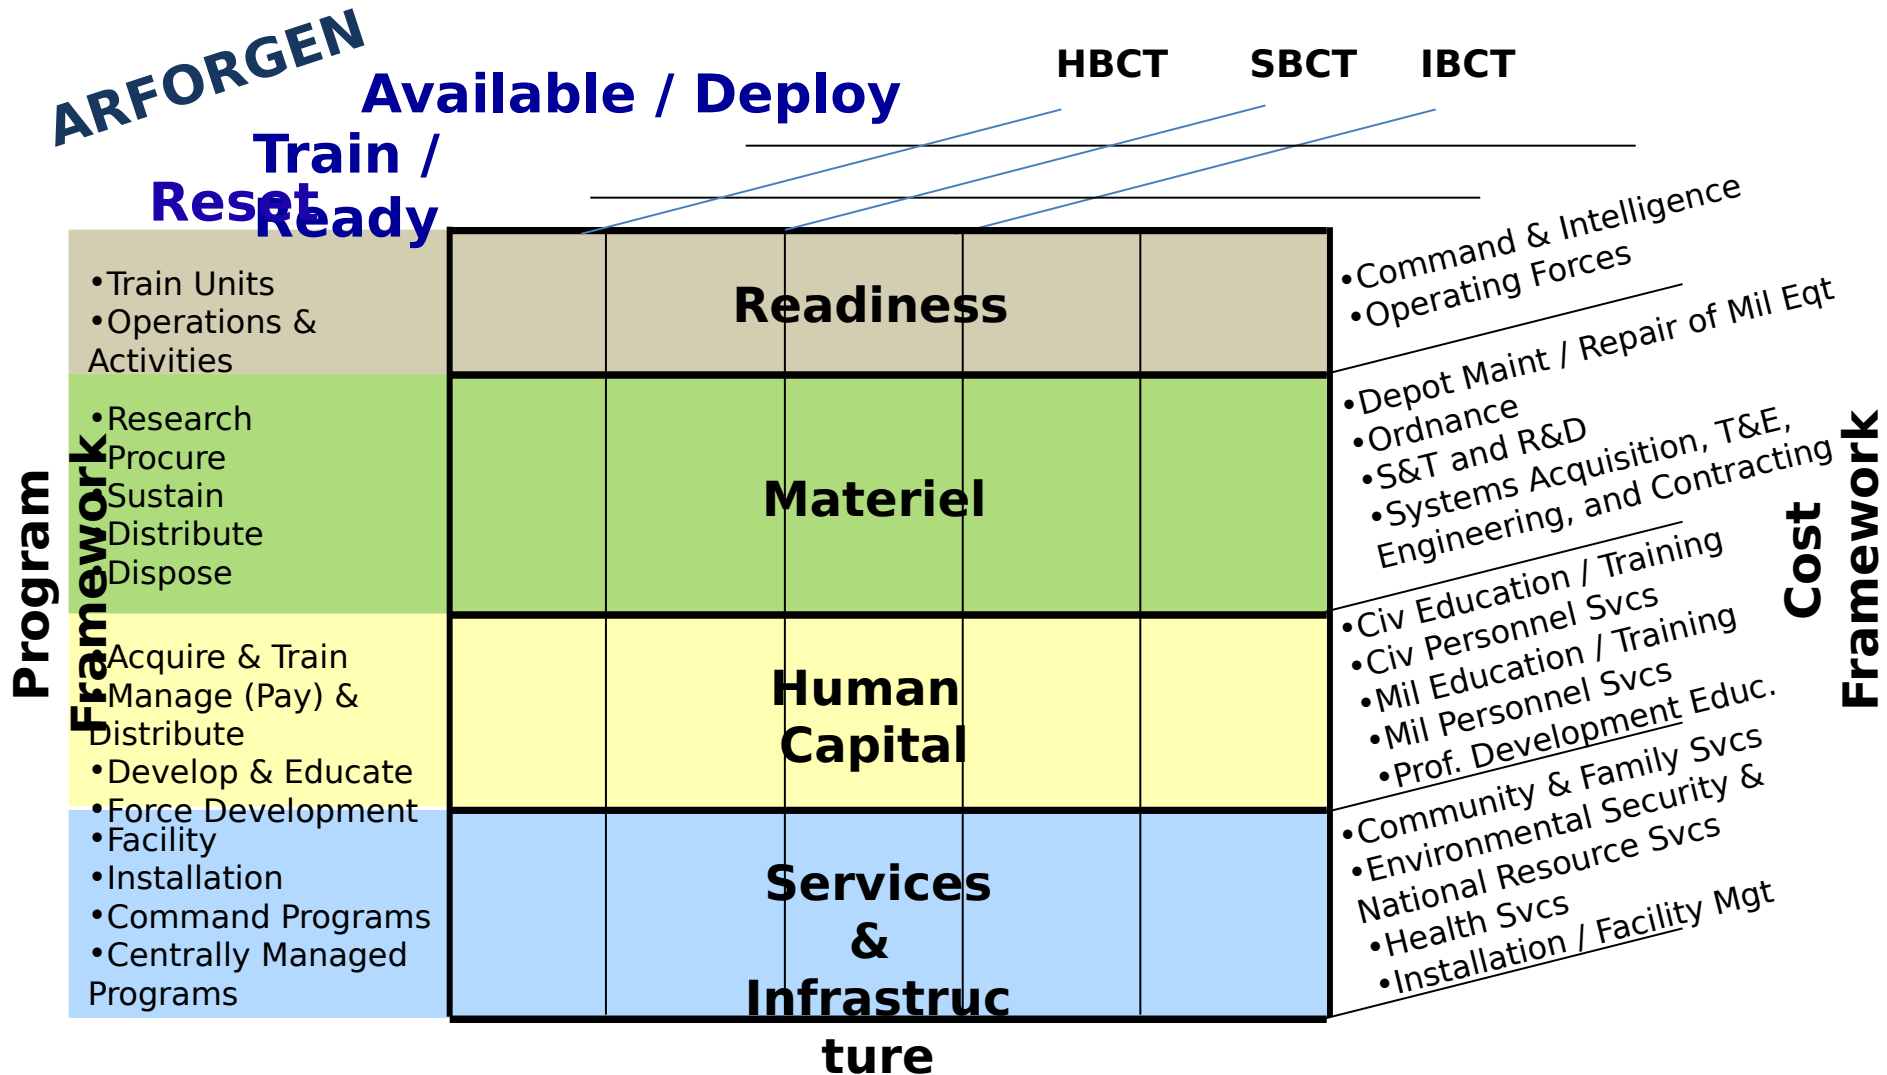 ARFORGEN
Available / Deploy
Train /
Ready
Reset
HBCT
SBCT
IBCT
Program
Framework
•Train Units
•Operations &
Activities
•Research
•Procure
•Sustain
•Distribute
•Dispose
•Acquire & Train
•Manage (Pay) &
Distribute
•Develop & Educate
•Force Development
•Facility
•Installation
•Command Programs
•Centrally Managed
Programs
Readiness
Materiel
Human
Capital
Services
&
Infrastruc
ture
•Command & Intelligence
•Operating Forces
•Depot Maint / Repair of Mil Eqt
•Ordnance
•S&T and R&D
•Systems Acquisition, T&E,
Engineering, and Contracting
•Civ Education / Training
•Civ Personnel Svcs
•Mil Education / Training
•Mil Personnel Svcs
•Prof. Development Educ.
•Community & Family Svcs
•Environmental Security &
National Resource Svcs
•Health Svcs
•Installation / Facility Mgt
Cost
Framework